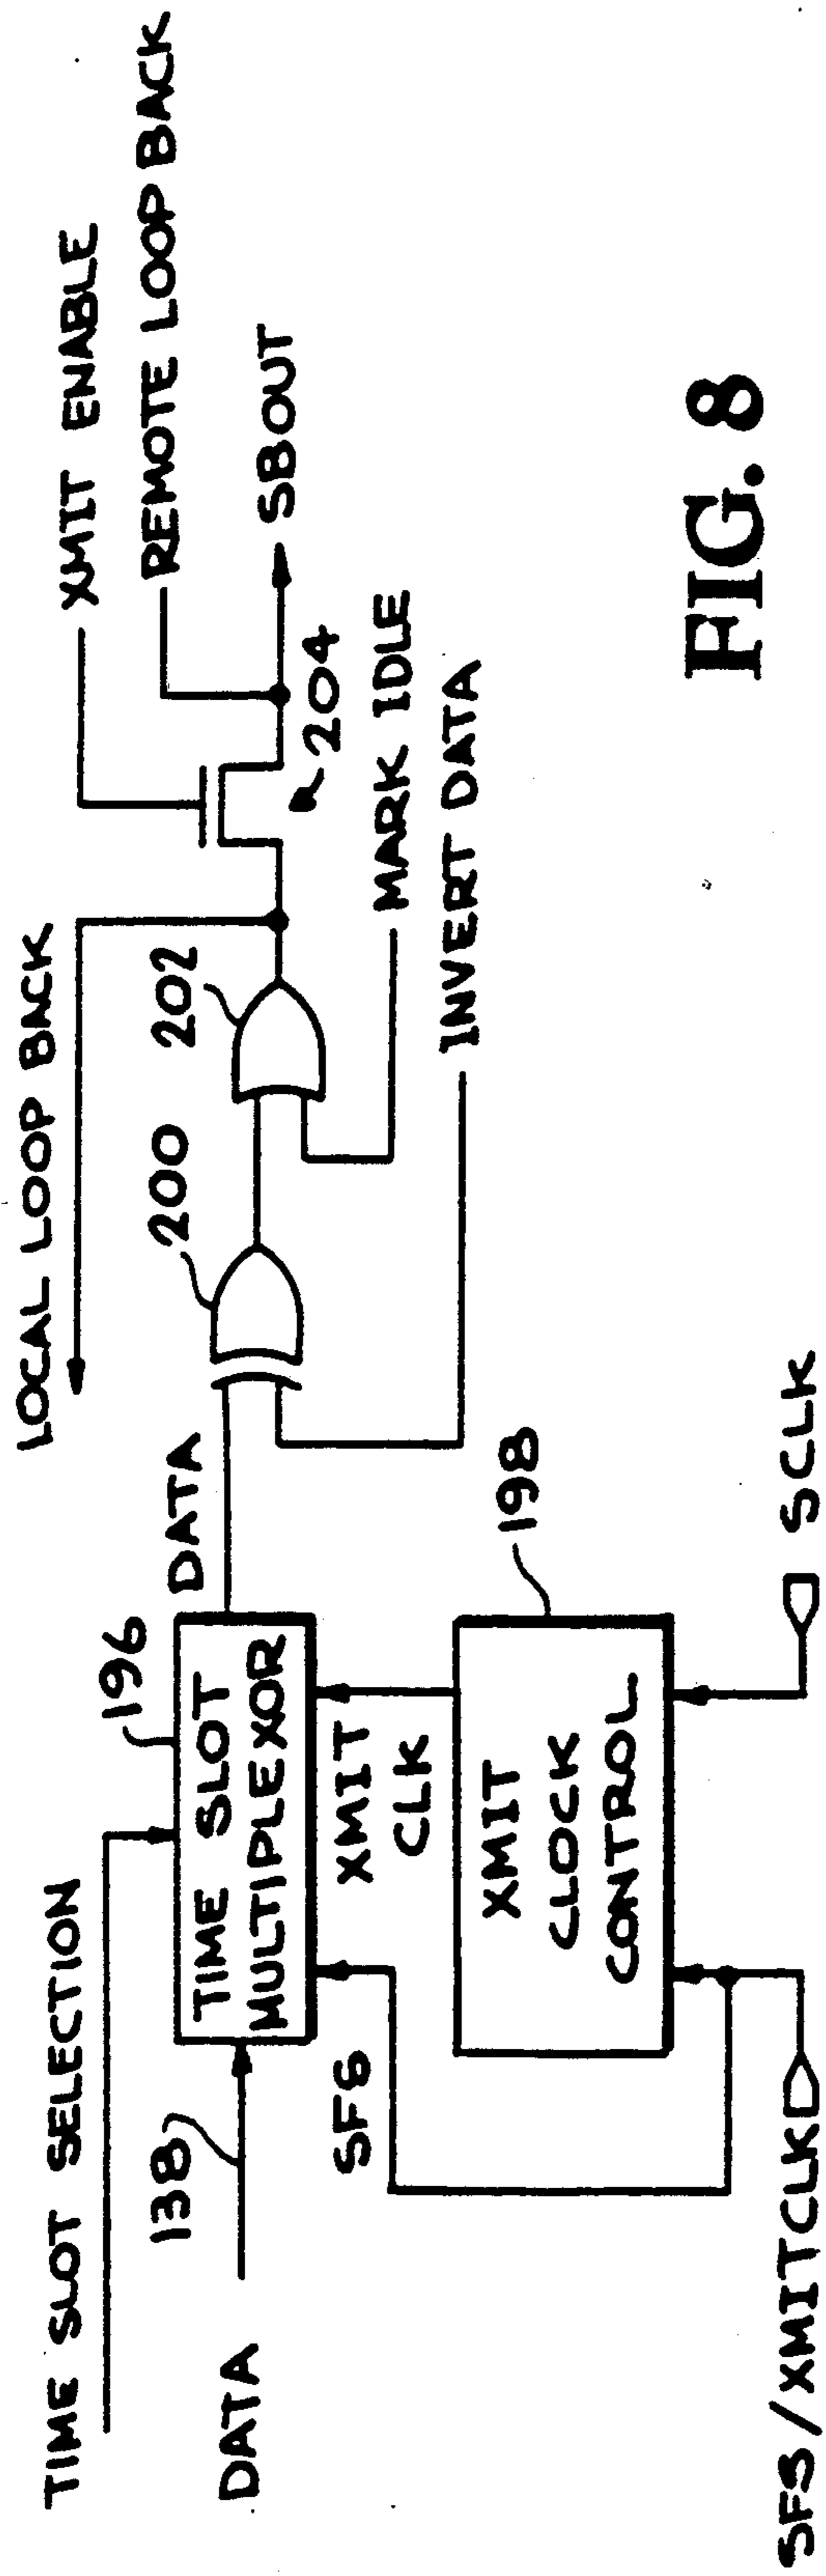 LOCAL LOOP BACK
XMIT ENABLE
REMOTE LOOP BACK
TIME SLOT SELECTION
196
DATA
200
202
SBOUT
138
DATA
TIME SLOT
MULTIPLEXOR
204
MARK IDLE
INVERT DATA
SFS
XMIT
CLK
198
XMIT
CLOCK
CONTROL
SFS/XMITCLK
SCLK
FIG. 8